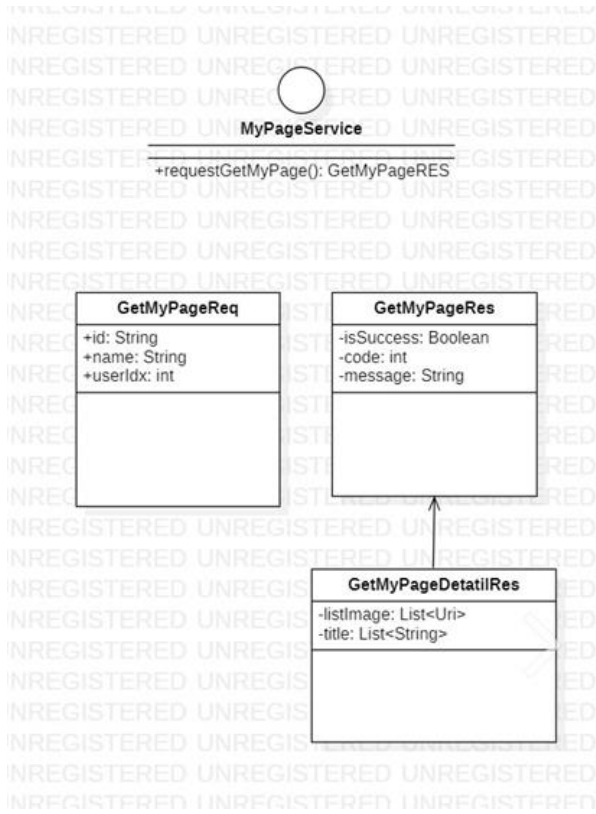 MyPageService
+requestGetMyPage(): GetMyPageRES
GetMyPageReq
+id: String
+name: String
+userIdx: int
GetMyPageRes
-isSuccess: Boolean
-code: int
-message: String
GetMyPageDetatilRes
-listImage: List<Uri>
-title: List<String>
UNREGISTERED